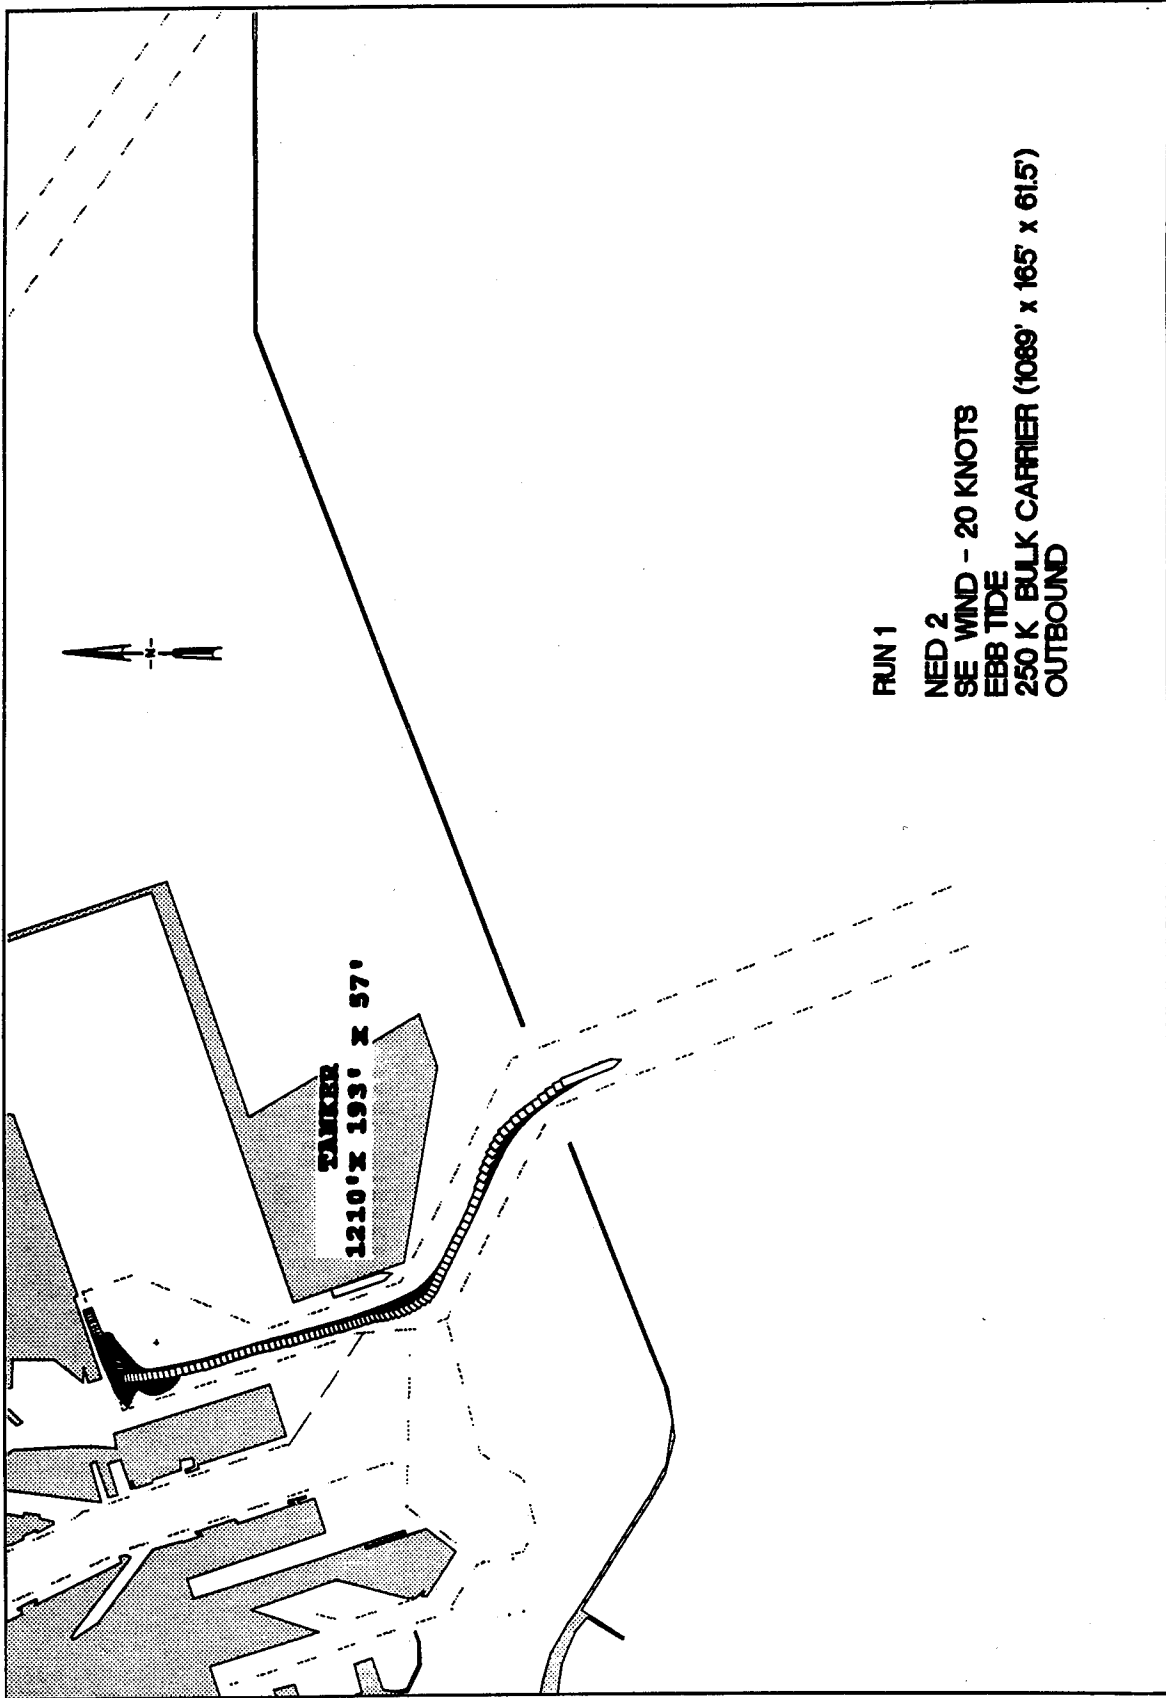 TANKER
1210'X 193' X 57'
RUN 1
NED 2
SE WIND - 20 KNOTS
EBB TIDE
250 K BULK CARRIER (1089' x 165' x 61.5')
OUTBOUND
N